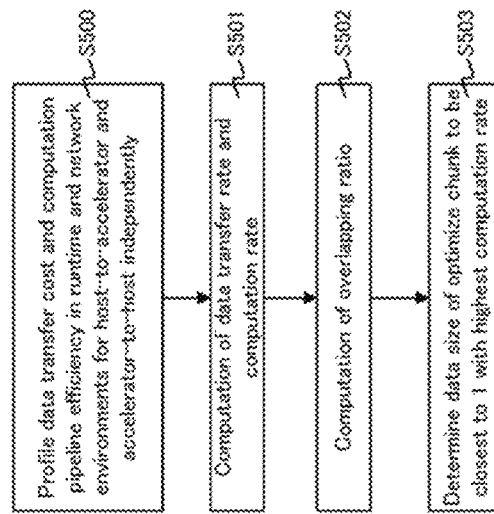 Profile data transfer cost and computation
pipeline efficiency in runtime and network
environments for host-to-accelerator and
accelerator-to-host independently
S500
Computation of data transfer rate and
computation rate
S501
Computation of overlapping ratio
S502
Determine data size of optimize chunk to be
closest to 1 with highest computation rate
S503